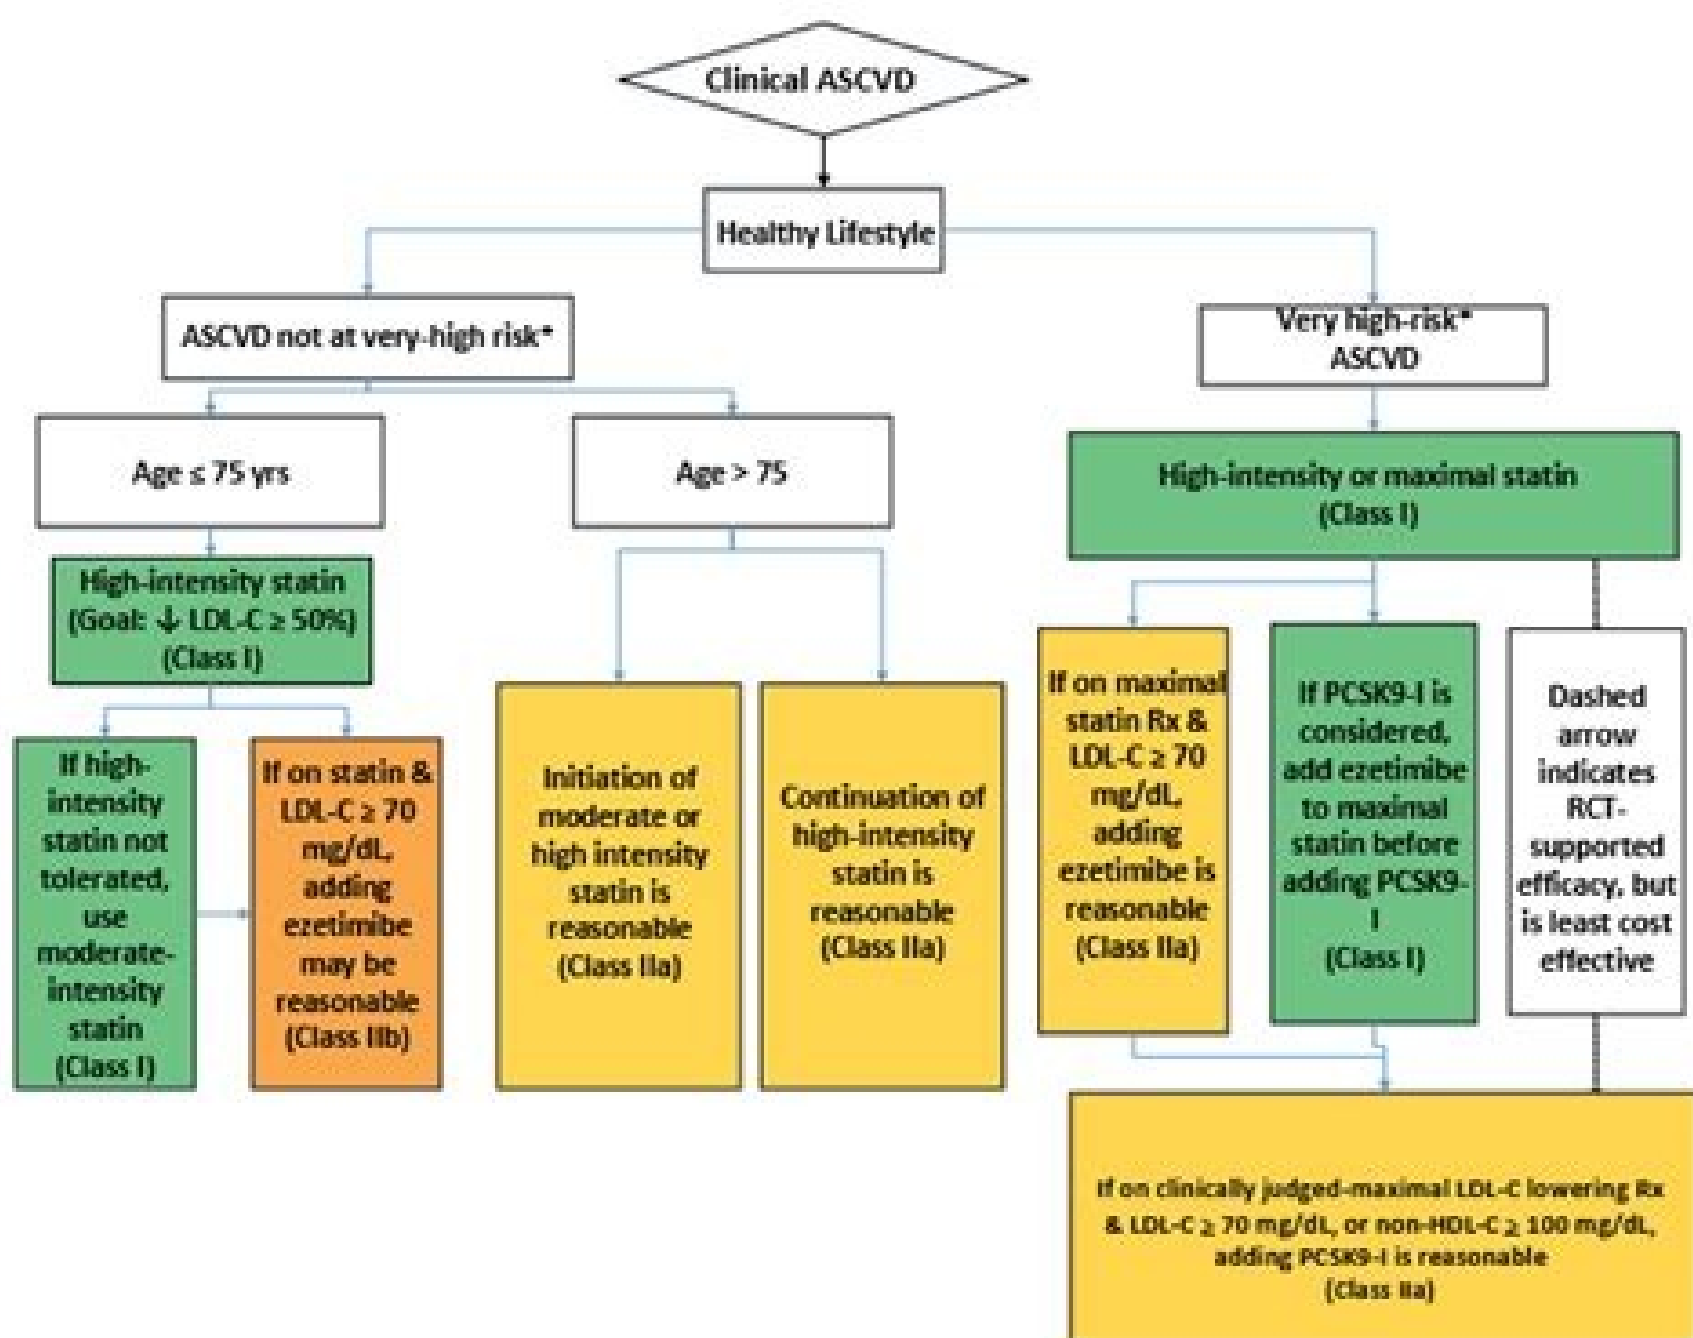 Clinical ASCVD
Healthy Lifestyle
ASCVD not at very-high risk*
Very high-risk*
ASCVD
Age ≤ 75 yrs
Age > 75
High-intensity or maximal statin
(Class I)
High-intensity statin
(Goal: ↓ LDL-C ≥ 50%)
(Class I)
If high-
intensity
statin not
tolerated,
use
moderate-
intensity
statin
(Class I)
If on statin &
LDL-C ≥ 70
mg/dL,
adding
ezetimibe
may be
reasonable
(Class IIb)
Initiation of
moderate or
high intensity
statin is
reasonable
(Class IIa)
Continuation of
high-intensity
statin is
reasonable
(Class IIa)
If on maximal
statin Rx &
LDL-C ≥ 70
mg/dL,
adding
ezetimibe is
reasonable
(Class IIa)
If PCSK9-I is
considered,
add ezetimibe
to maximal
statin before
adding PCSK9-
I
(Class I)
Dashed
arrow
indicates
RCT-
supported
efficacy, but
is least cost
effective
If on clinically judged-maximal LDL-C lowering Rx
& LDL-C ≥ 70 mg/dL, or non-HDL-C ≥ 100 mg/dL,
adding PCSK9-I is reasonable
(Class IIa)